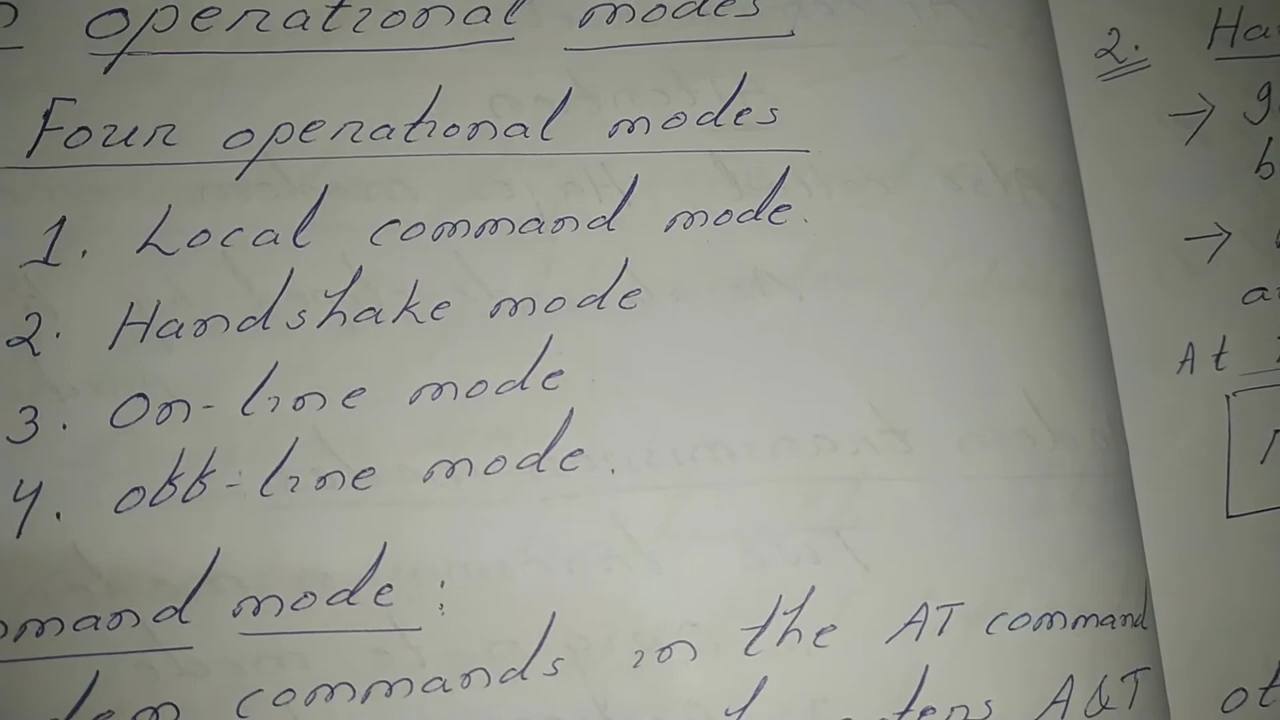 operational modes
Four operational modes
1. Local command mode.
2. Handshake mode
3. On-line mode
4. off-line mode.
mode:
commands in the AT command
A&T
2.
→
→
At